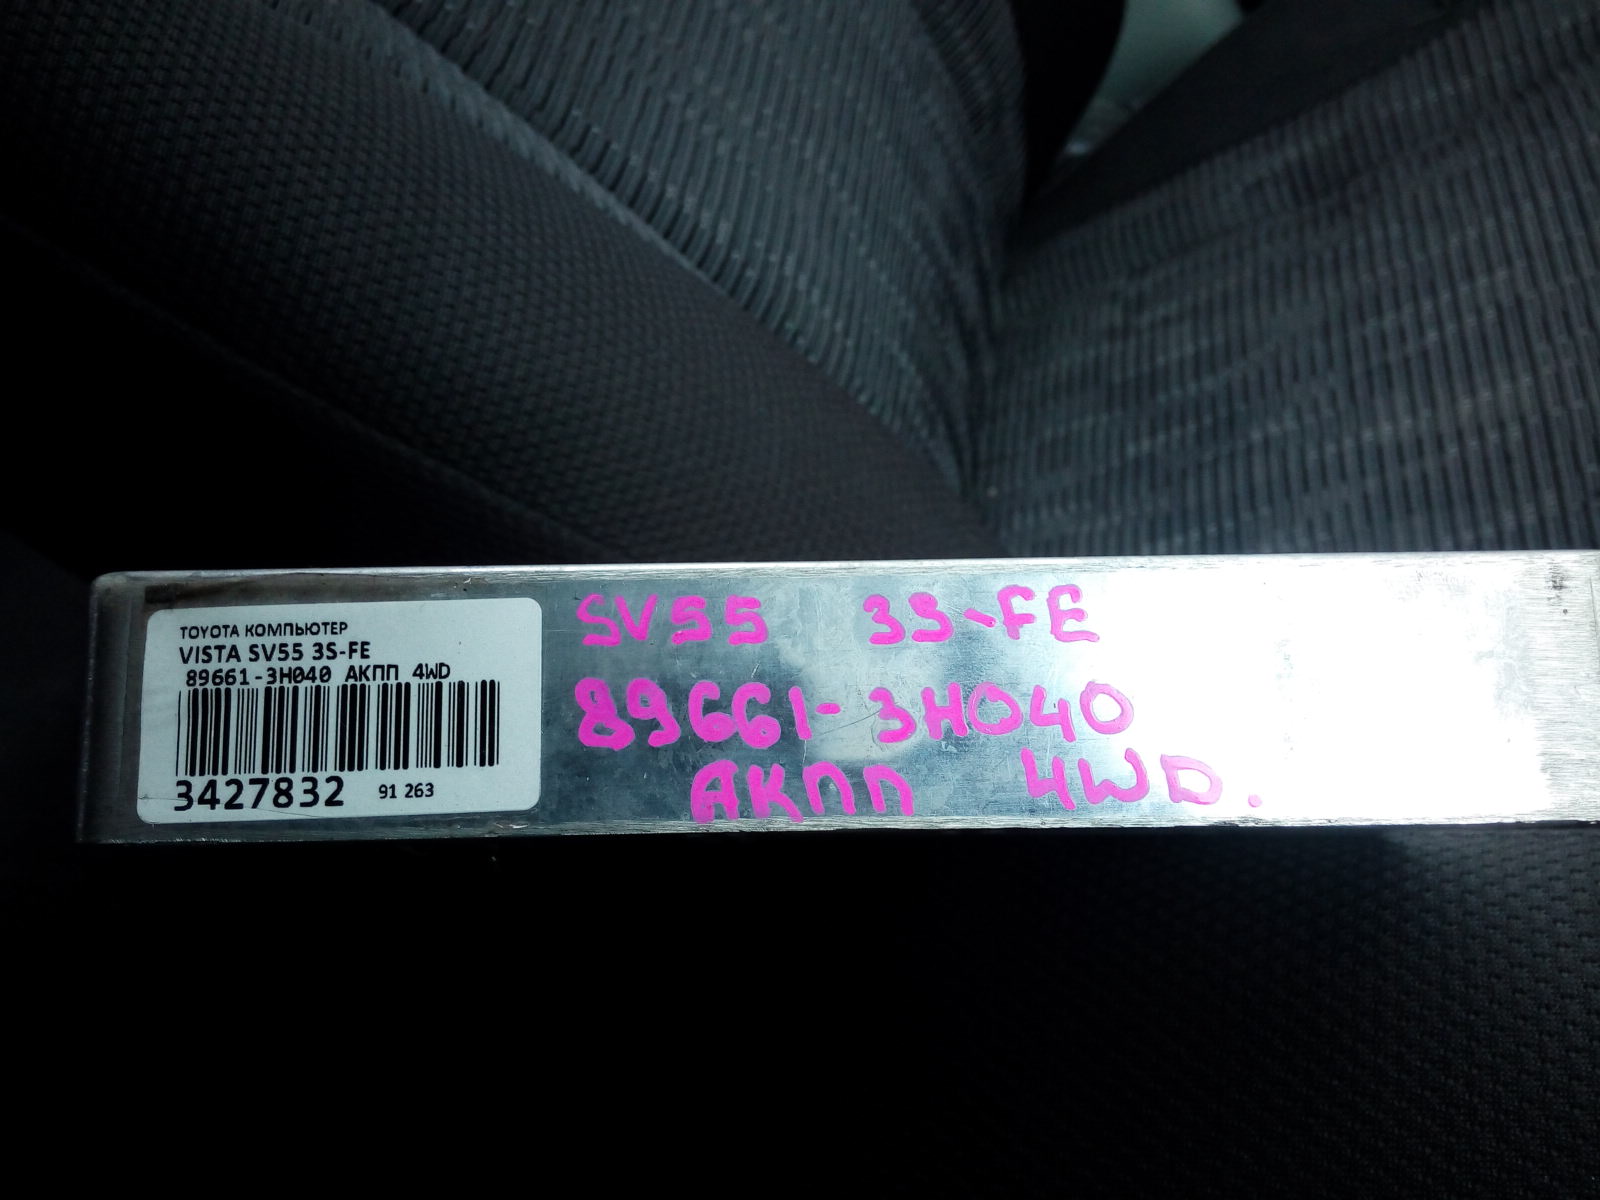 TOYOTA КОМПЬЮТЕР
VISTA SV55 3S-FE
89661-3H040 АКПП 4WD
3427832 91 263
SV55 3S-FE
89661-3H040
АКПП 4WD.